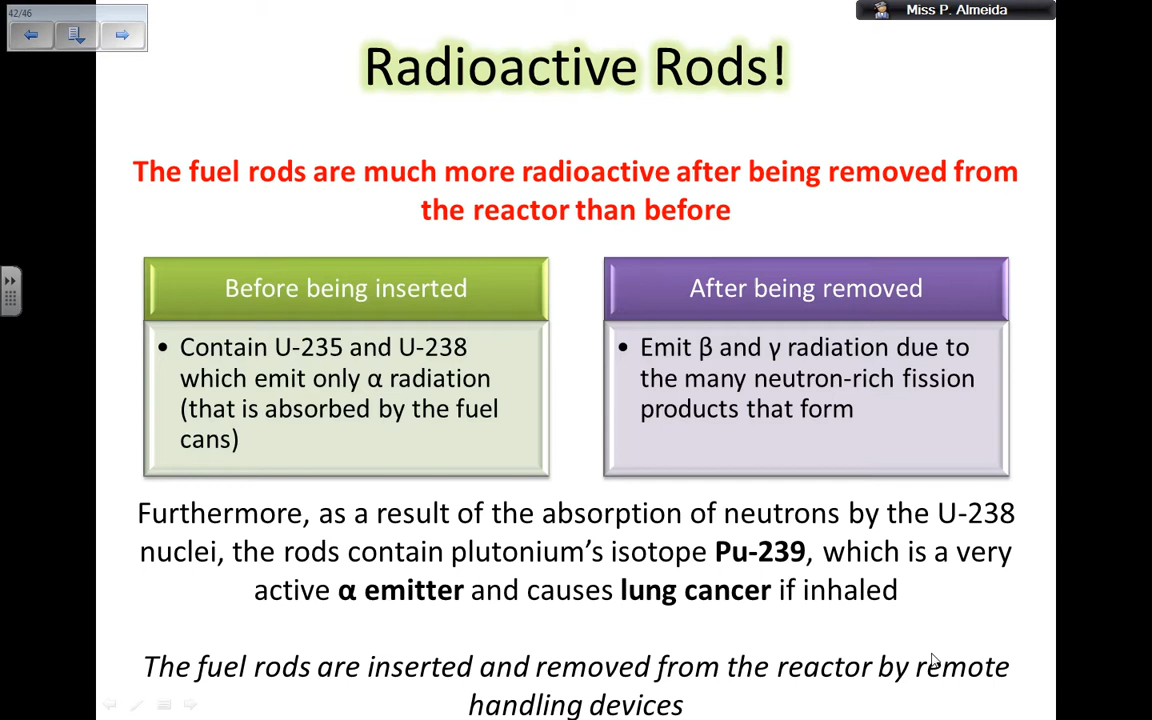 42/46
Miss P. Almeida
Radioactive Rods!
The fuel rods are much more radioactive after being removed from
the reactor than before
Before being inserted
• Contain U-235 and U-238
which emit only α radiation
(that is absorbed by the fuel
cans)
After being removed
• Emit β and γ radiation due to
the many neutron-rich fission
products that form
Furthermore, as a result of the absorption of neutrons by the U-238
nuclei, the rods contain plutonium's isotope Pu-239, which is a very
active α emitter and causes lung cancer if inhaled
The fuel rods are inserted and removed from the reactor by remote
handling devices